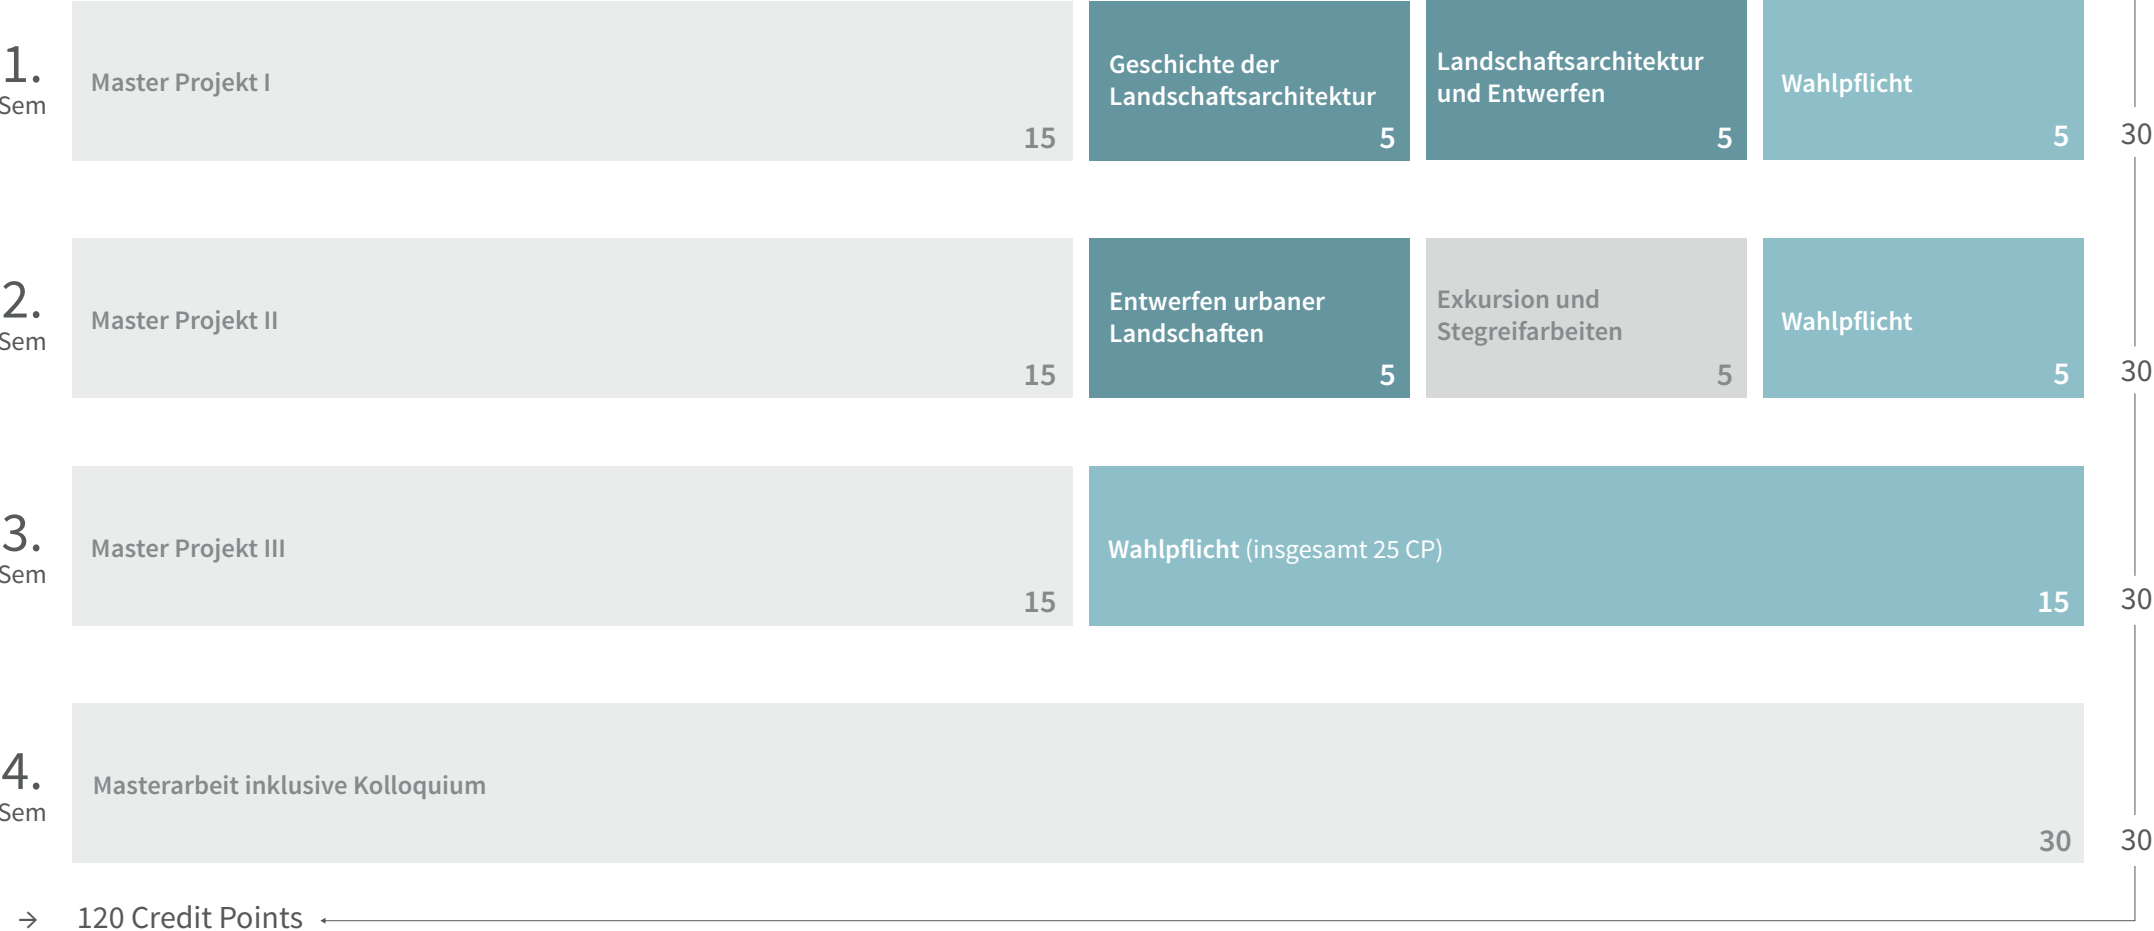 1.
Sem
Master Projekt I
15
Geschichte der
Landschaftsarchitektur
5
Landschaftsarchitektur
und Entwerfen
5
Wahlpflicht
5
30
2.
Sem
Master Projekt II
15
Entwerfen urbaner
Landschaften
5
Exkursion und
Stegreifarbeiten
5
Wahlpflicht
5
30
3.
Sem
Master Projekt III
15
Wahlpflicht (insgesamt 25 CP)
15
30
4.
Sem
Masterarbeit inklusive Kolloquium
30
30
→ 120 Credit Points